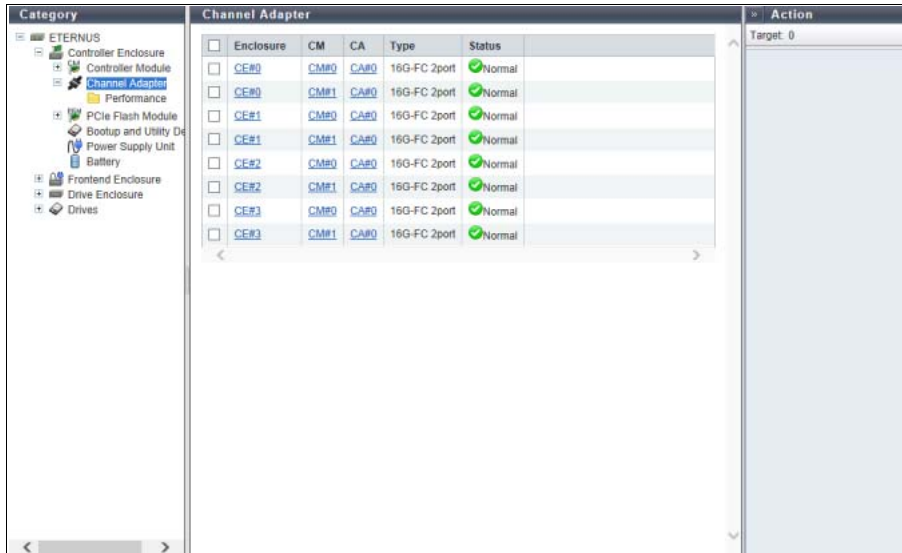 Category
ETERNUS
Controller Enclosure
Controller Module
Channel Adapter
Performance
PCIe Flash Module
Bootup and Utility De
Power Supply Unit
Battery
Frontend Enclosure
Drive Enclosure
Drives
Channel Adapter
Enclosure CM CA Type Status
CE#0 CM#0 CA#0 16G-FC 2port Normal
CE#0 CM#1 CA#0 16G-FC 2port Normal
CE#1 CM#0 CA#0 16G-FC 2port Normal
CE#1 CM#1 CA#0 16G-FC 2port Normal
CE#2 CM#0 CA#0 16G-FC 2port Normal
CE#2 CM#1 CA#0 16G-FC 2port Normal
CE#3 CM#0 CA#0 16G-FC 2port Normal
CE#3 CM#1 CA#0 16G-FC 2port Normal
» Action
Target: 0